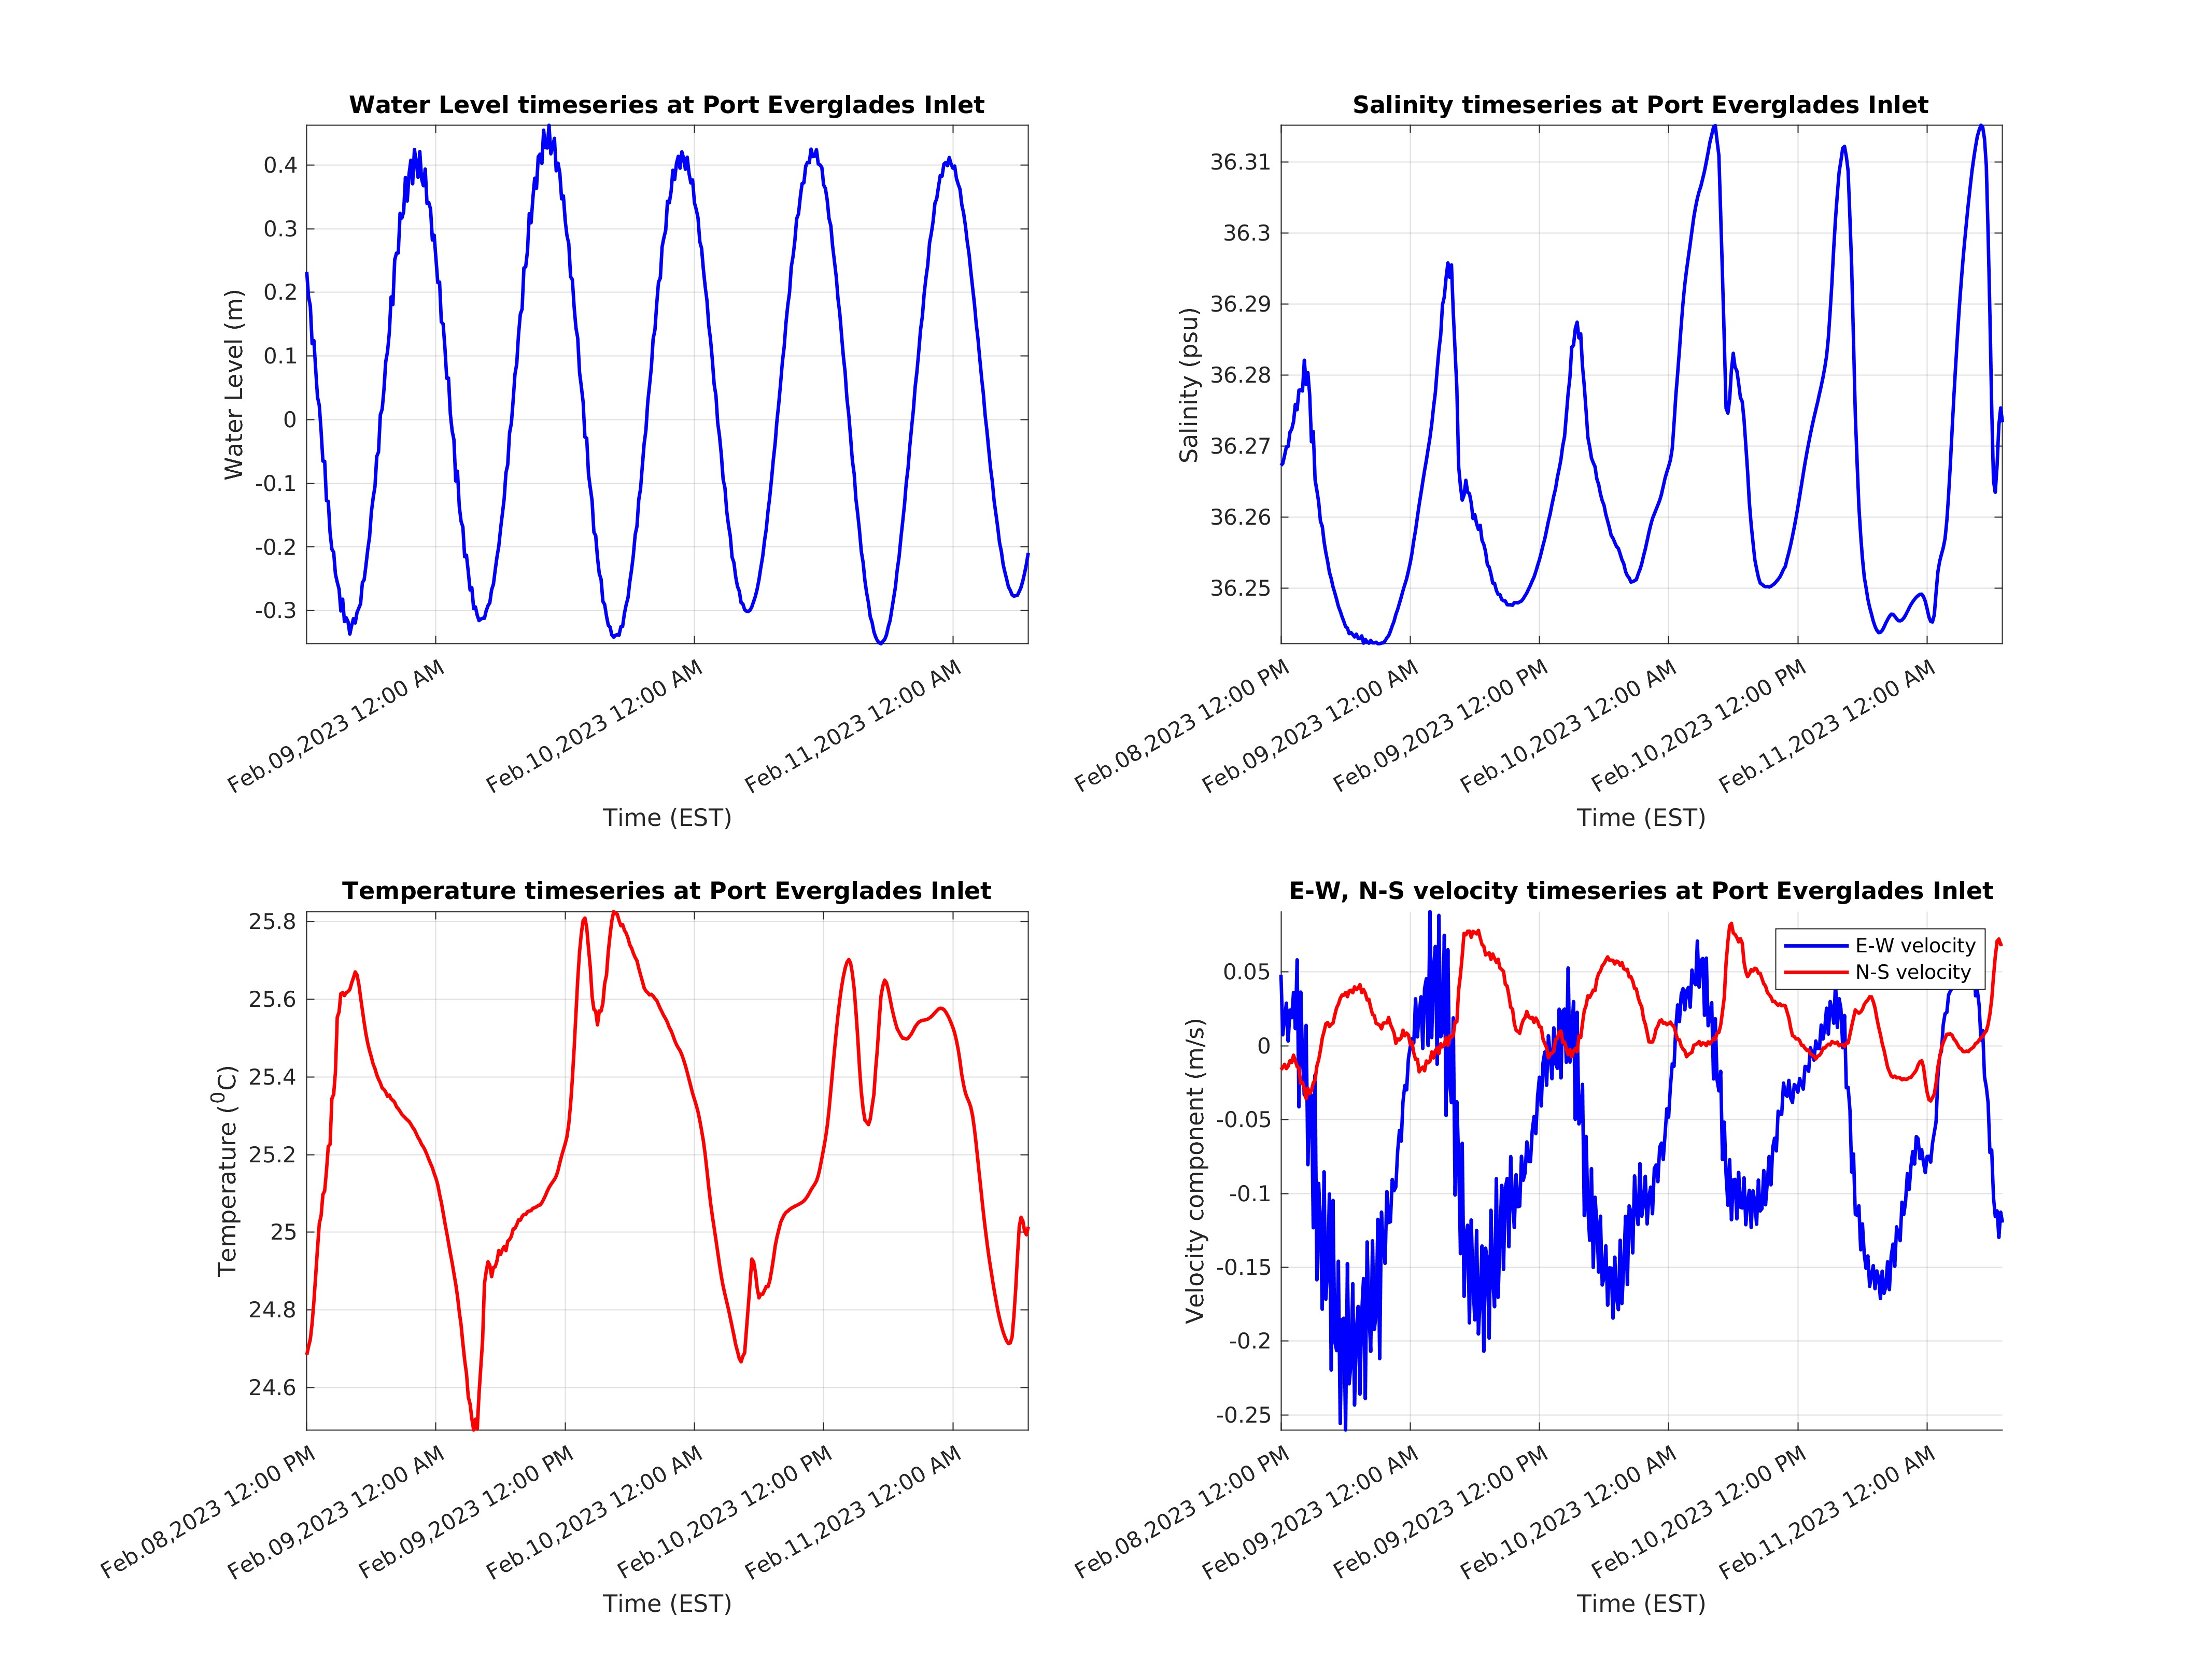 Water Level timeseries at Port Everglades Inlet
Water Level (m)
0.4
0.3
0.2
0.1
0
-0.1
-0.2
-0.3
Feb.09,2023 12:00 AM
Feb.10,2023 12:00 AM
Feb.11,2023 12:00 AM
Time (EST)
Salinity timeseries at Port Everglades Inlet
Salinity (psu)
36.31
36.3
36.29
36.28
36.27
36.26
36.25
Feb.08,2023 12:00 PM
Feb.09,2023 12:00 AM
Feb.09,2023 12:00 PM
Feb.10,2023 12:00 AM
Feb.10,2023 12:00 PM
Feb.11,2023 12:00 AM
Time (EST)
Temperature timeseries at Port Everglades Inlet
Temperature (⁰C)
25.8
25.6
25.4
25.2
25
24.8
24.6
Feb.08,2023 12:00 PM
Feb.09,2023 12:00 AM
Feb.09,2023 12:00 PM
Feb.10,2023 12:00 AM
Feb.10,2023 12:00 PM
Feb.11,2023 12:00 AM
Time (EST)
E-W, N-S velocity timeseries at Port Everglades Inlet
E-W velocity
N-S velocity
Velocity component (m/s)
0.05
0
-0.05
-0.1
-0.15
-0.2
-0.25
Feb.08,2023 12:00 PM
Feb.09,2023 12:00 AM
Feb.09,2023 12:00 PM
Feb.10,2023 12:00 AM
Feb.10,2023 12:00 PM
Feb.11,2023 12:00 AM
Time (EST)